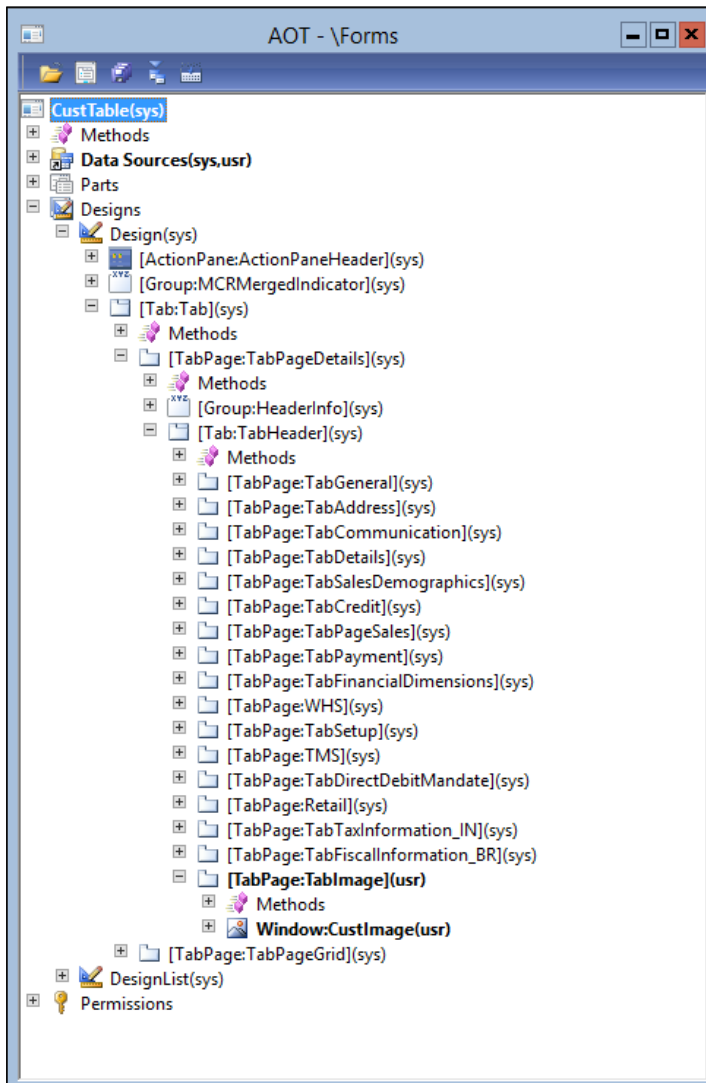 AOT - \Forms
CustTable(sys)
Methods
Data Sources(sys,usr)
Parts
Designs
Design(sys)
[ActionPane:ActionPaneHeader](sys)
XYZ [Group:MCRMergedIndicator](sys)
[Tab:Tab](sys)
Methods
[TabPage:TabPageDetails](sys)
Methods
XYZ [Group:HeaderInfo](sys)
[Tab:TabHeader](sys)
Methods
[TabPage:TabGeneral](sys)
[TabPage:TabAddress](sys)
[TabPage:TabCommunication](sys)
[TabPage:TabDetails](sys)
[TabPage:TabSalesDemographics](sys)
[TabPage:TabCredit](sys)
[TabPage:TabPageSales](sys)
[TabPage:TabPayment](sys)
[TabPage:TabFinancialDimensions](sys)
[TabPage:WHS](sys)
[TabPage:TabSetup](sys)
[TabPage:TMS](sys)
[TabPage:TabDirectDebitMandate](sys)
[TabPage:Retail](sys)
[TabPage:TabTaxInformation_IN](sys)
[TabPage:TabFiscalInformation_BR](sys)
[TabPage:TabImage](usr)
Methods
Window:CustImage(usr)
[TabPage:TabPageGrid](sys)
DesignList(sys)
Permissions